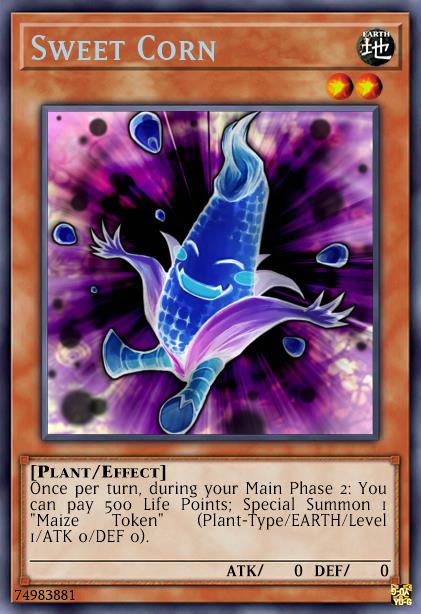 Sweet Corn
EARTH
地
[Plant/Effect]
Once per turn, during your Main Phase 2: You
can pay 500 Life Points; Special Summon 1
"Maize Token" (Plant-Type/EARTH/Level
1/ATK 0/DEF 0).
ATK/ 0 DEF/ 0
74983881